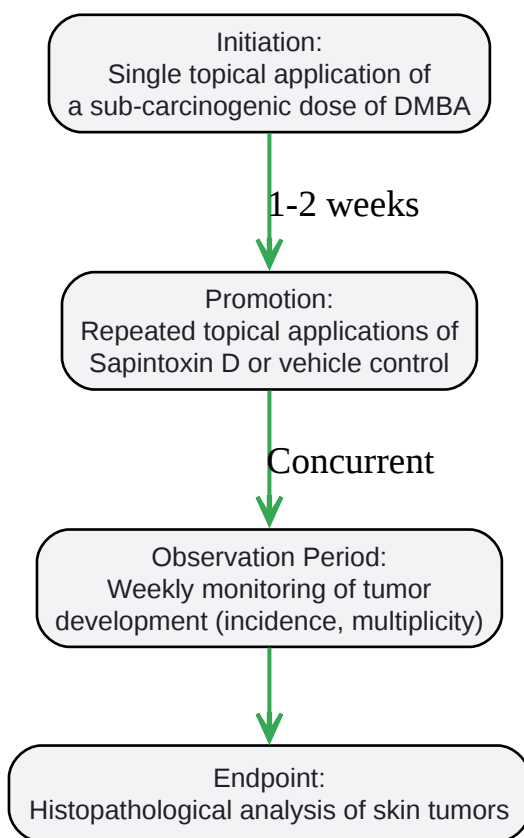 Initiation:
Single topical application of
a sub-carcinogenic dose of DMBA
1-2 weeks
Promotion:
Repeated topical applications of
Sapintoxin D or vehicle control
Concurrent
Observation Period:
Weekly monitoring of tumor
development (incidence, multiplicity)
Endpoint:
Histopathological analysis of skin tumors